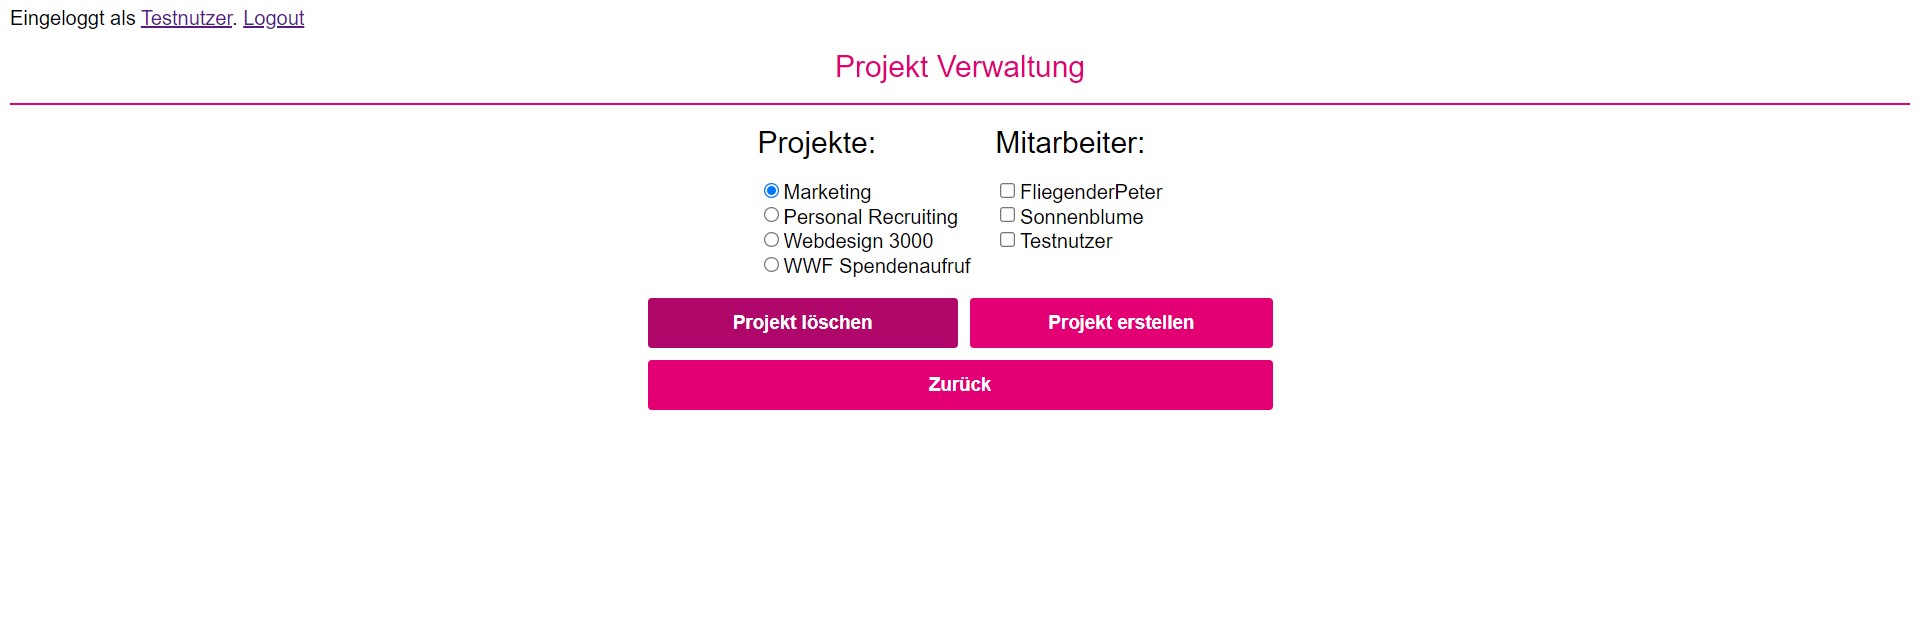 Eingeloggt als Testnutzer. Logout
Projekt Verwaltung
Projekte:
Marketing
Personal Recruiting
Webdesign 3000
WWF Spendenaufruf
Mitarbeiter:
FliegenderPeter
Sonnenblume
Testnutzer
Projekt löschen
Projekt erstellen
Zurück